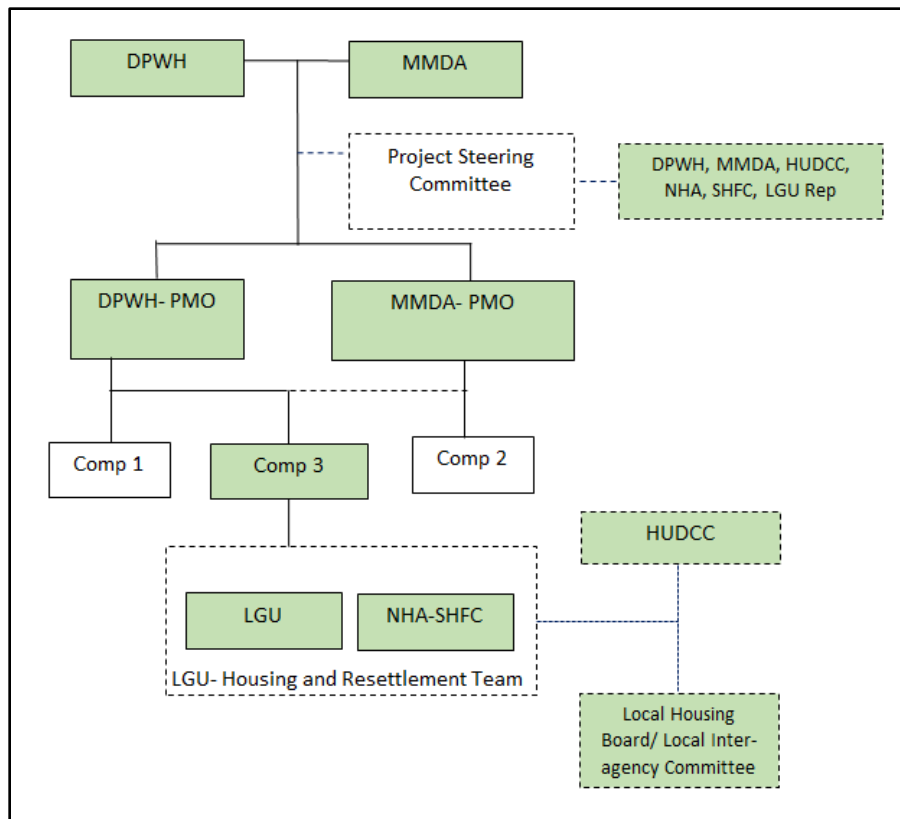 DPWH
MMDA
Project Steering
Committee
DPWH, MMDA, HUDCC,
NHA, SHFC, LGU Rep
DPWH- PMO
MMDA- PMO
Comp 1
Comp 3
Comp 2
HUDCC
LGU
NHA-SHFC
LGU- Housing and Resettlement Team
Local Housing
Board/ Local Inter-
agency Committee